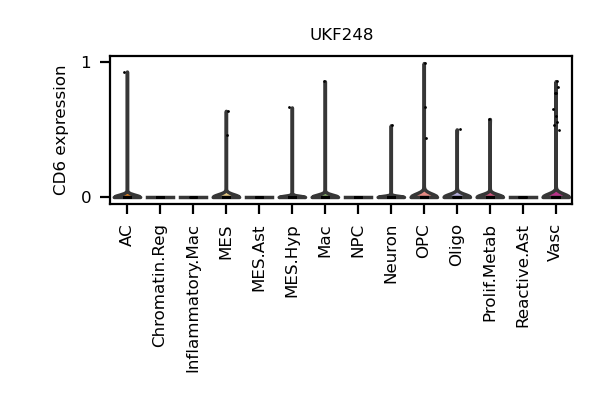 UKF248
CD6 expression
1
0
AC
Chromatin.Reg
Inflammatory.Mac
MES
MES.Ast
MES.Hyp
Mac
NPC
Neuron
OPC
Oligo
Prolif.Metab
Reactive.Ast
Vasc